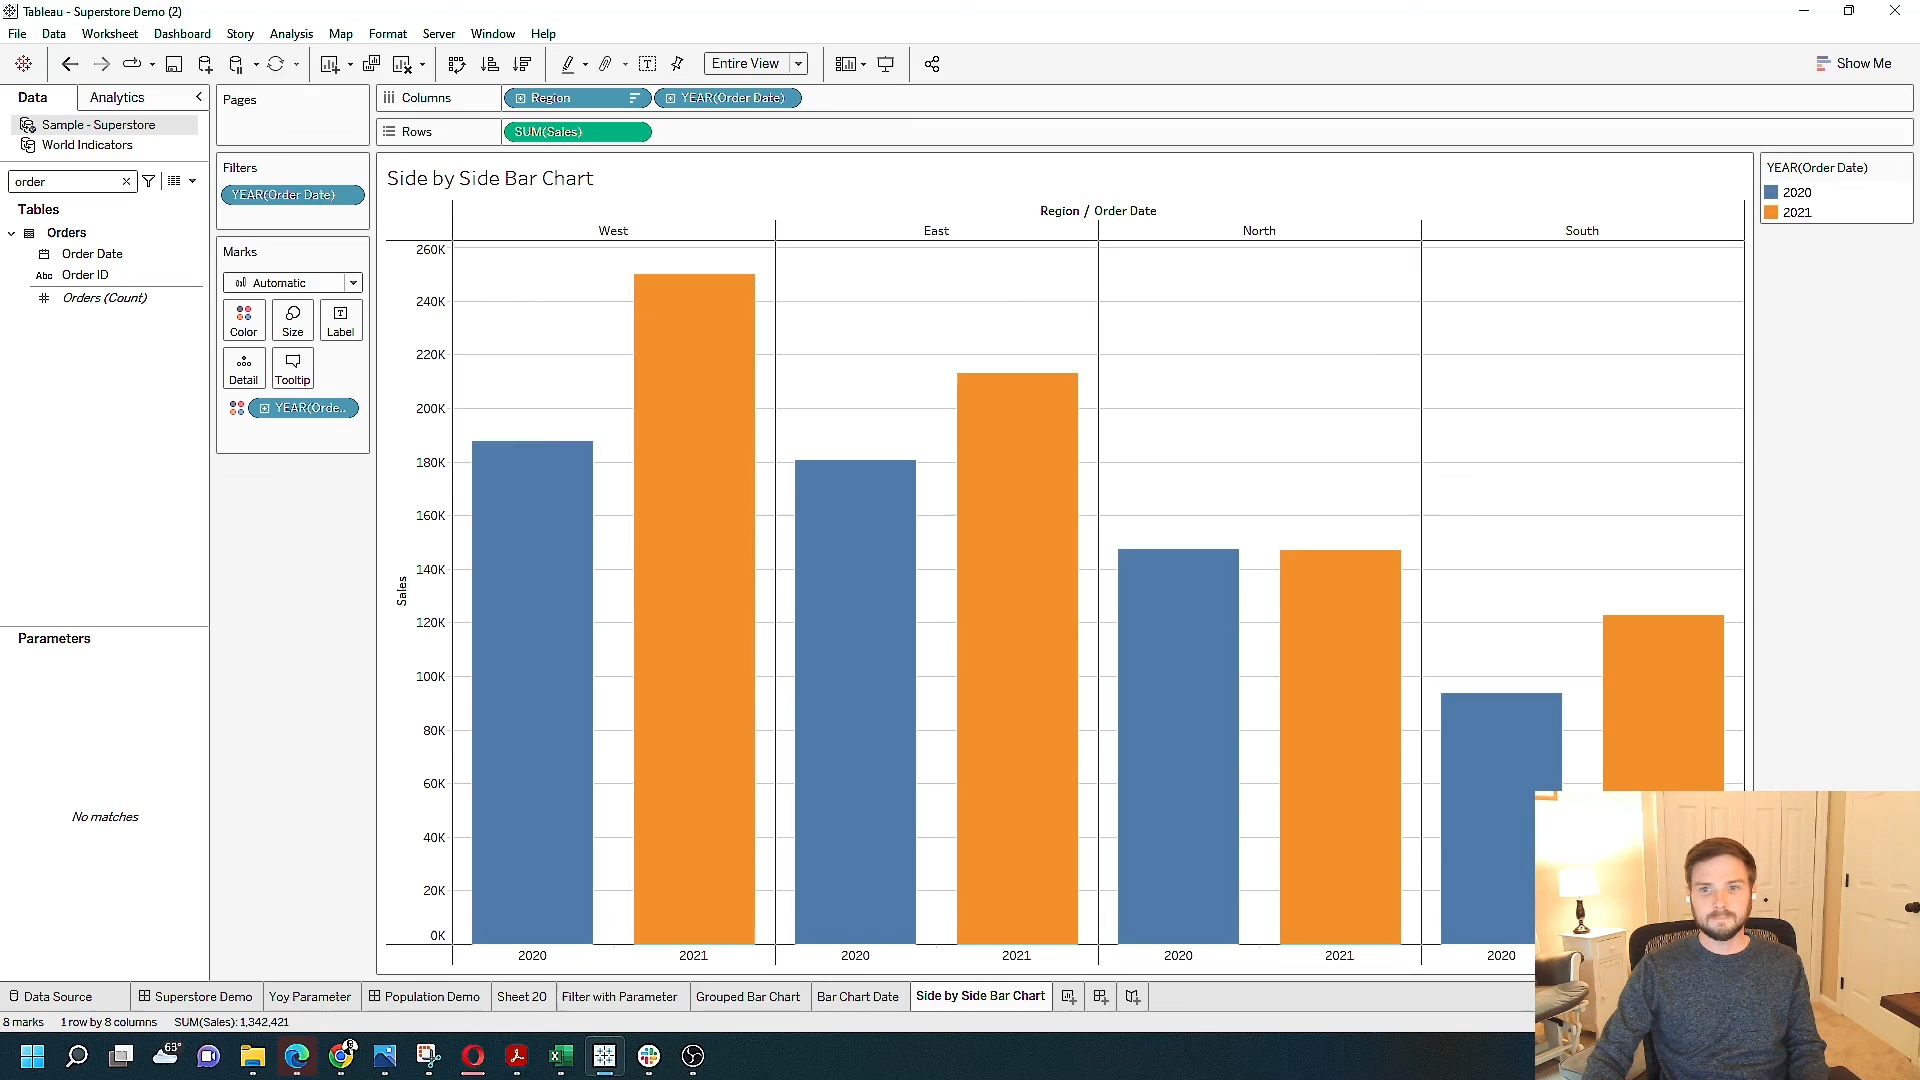 Tableau - Superstore Demo (2)
File Data Worksheet Dashboard Story Analysis Map Format Server Window Help
Entire View
Show Me
Data Analytics
Sample - Superstore
World Indicators
order
Tables
Orders
Order Date
Abc Order ID
Orders (Count)
Parameters
No matches
Pages
Filters
YEAR(Order Date)
Marks
Automatic
Color Size Label
Detail Tooltip
YEAR(Orde..
Columns Region YEAR(Order Date)
Rows SUM(Sales)
Side by Side Bar Chart
Region / Order Date
West East North South
260K
240K
220K
200K
180K
160K
140K
120K
100K
80K
60K
40K
20K
0K
Sales
2020 2021 2020 2021 2020 2021 2020
YEAR(Order Date)
2020
2021
Data Source Superstore Demo Yoy Parameter Population Demo Sheet 20 Filter with Parameter Grouped Bar Chart Bar Chart Date Side by Side Bar Chart
8 marks 1 row by 8 columns SUM(Sales): 1,342,421
63°